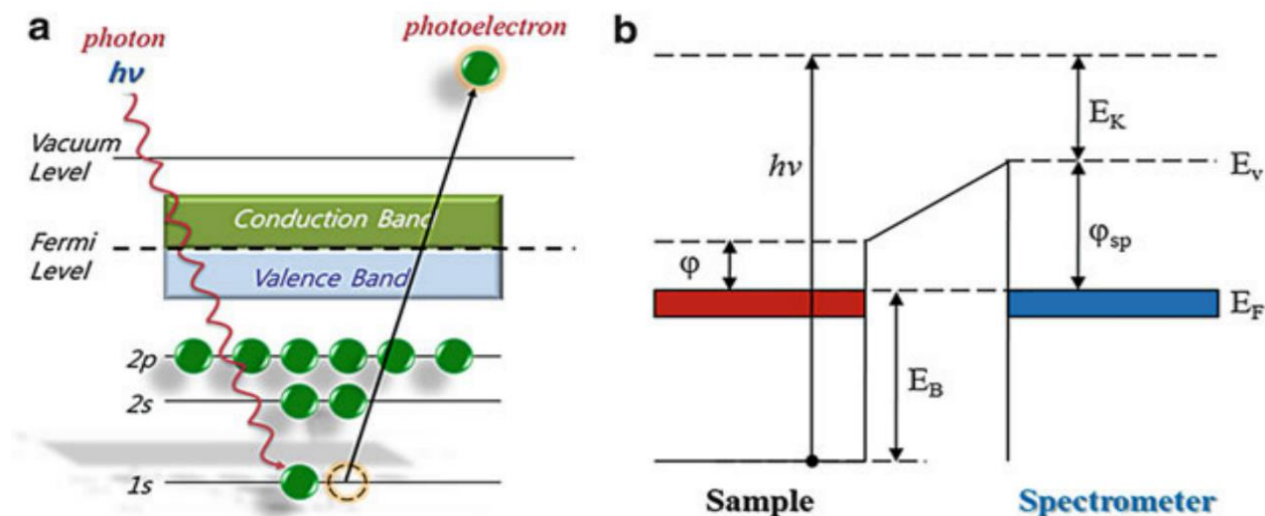 a
photon
hν
photoelectron
Vacuum
Level
Conduction Band
Fermi
Level
Valence Band
2p
2s
1s
b
hν
E_K
E_v
φ_sp
φ
E_F
E_B
Sample
Spectrometer